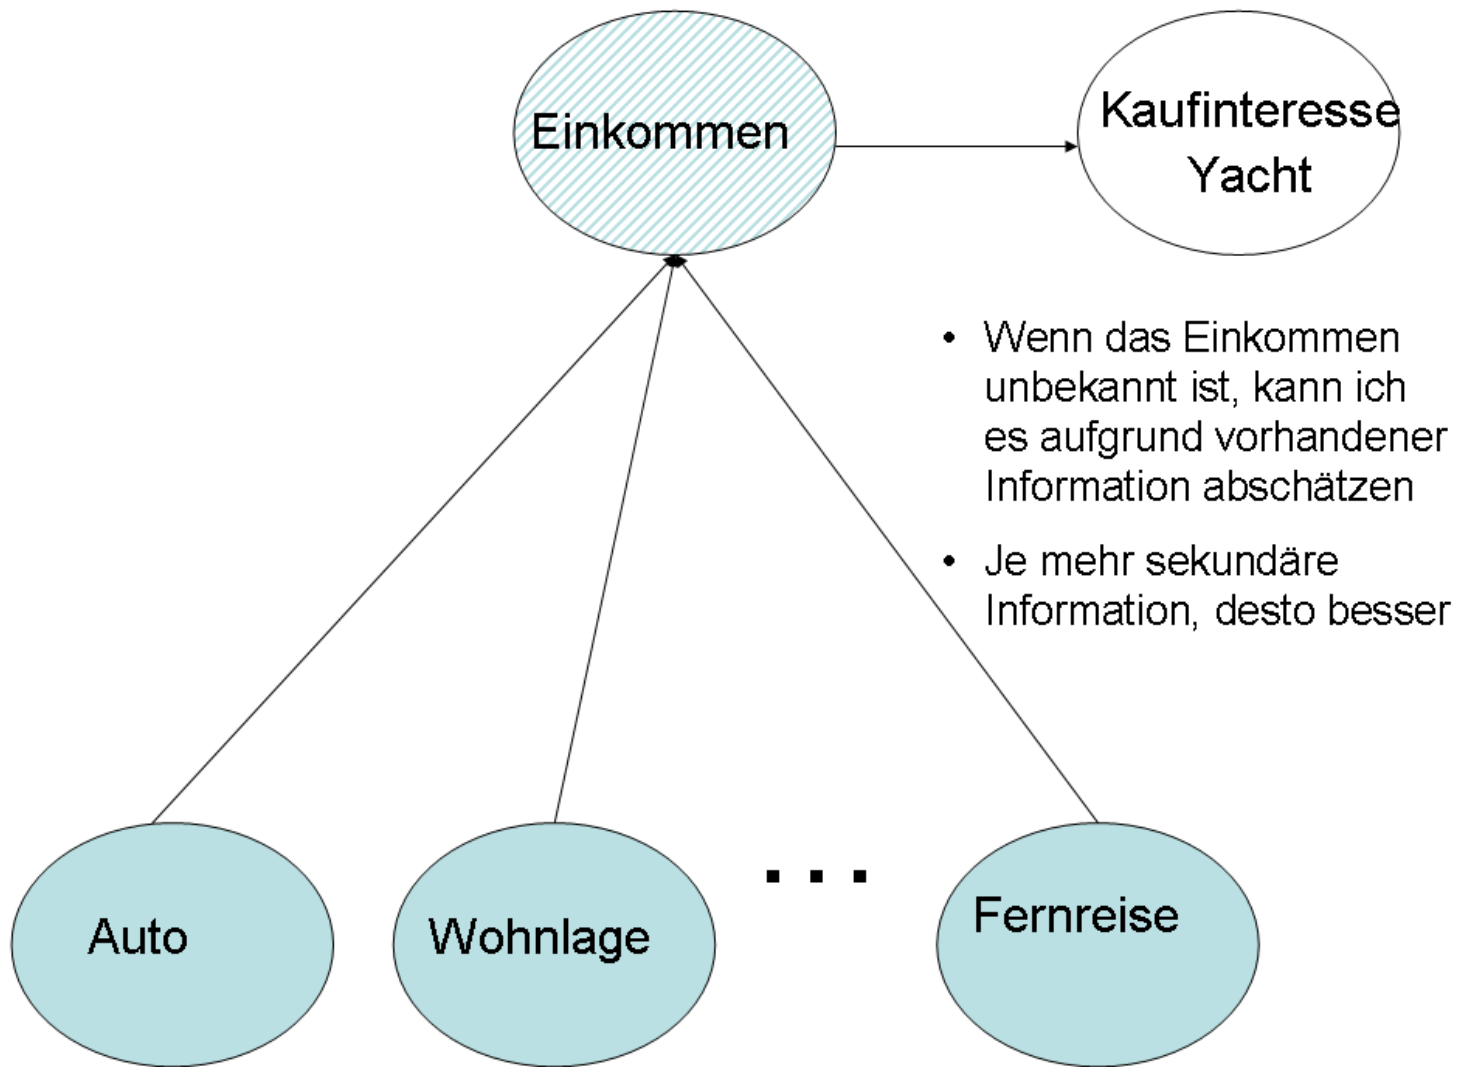 Einkommen
Kaufinteresse
Yacht
• Wenn das Einkommen
unbekannt ist, kann ich
es aufgrund vorhandener
Information abschätzen
• Je mehr sekundäre
Information, desto besser
Auto
Wohnlage
...
Fernreise